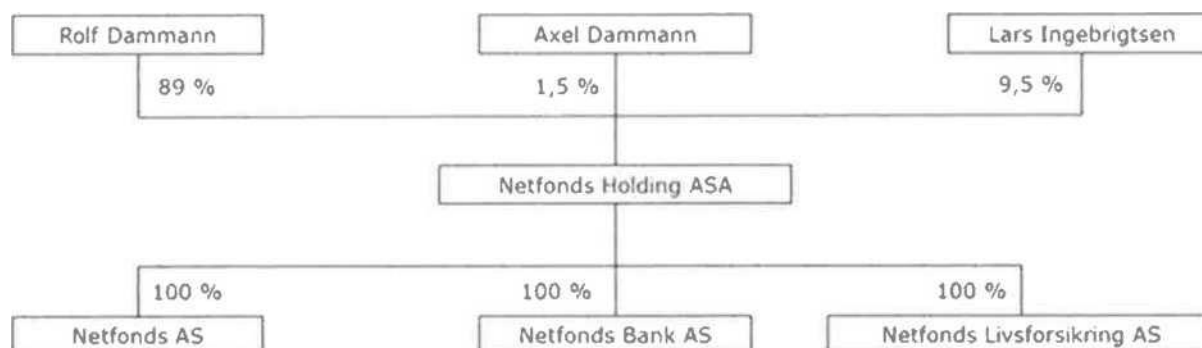 Rolf Dammann
Axel Dammann
Lars Ingebrigtsen
89 %
1,5 %
9,5 %
Netfonds Holding ASA
100 %
100 %
100 %
Netfonds AS
Netfonds Bank AS
Netfonds Livsforsikring AS